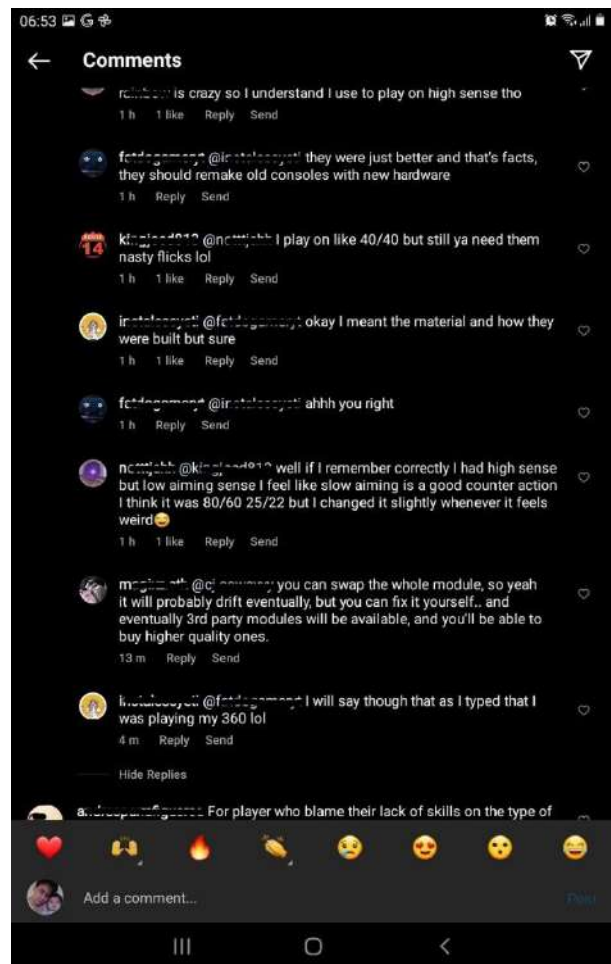 06:53
Comments
is crazy so I understand I use to play on high sense tho
1 h 1 like Reply Send
they were just better and that's facts,
they should remake old consoles with new hardware
1 h Reply Send
14
I play on like 40/40 but still ya need them
nasty flicks lol
1 h 1 like Reply Send
okay I meant the material and how they
were built but sure
1 h 1 like Reply Send
ahhh you right
1 h Reply Send
well if I remember correctly I had high sense
but low aiming sense I feel like slow aiming is a good counter action
I think it was 80/60 25/22 but I changed it slightly whenever it feels
weird😅
1 h 1 like Reply Send
you can swap the whole module, so yeah
it will probably drift eventually, but you can fix it yourself.. and
eventually 3rd party modules will be available, and you'll be able to
buy higher quality ones.
13 m Reply Send
I will say though that as I typed that I
was playing my 360 lol
4 m Reply Send
Hide Replies
For player who blame their lack of skills on the type of
Add a comment...
Post